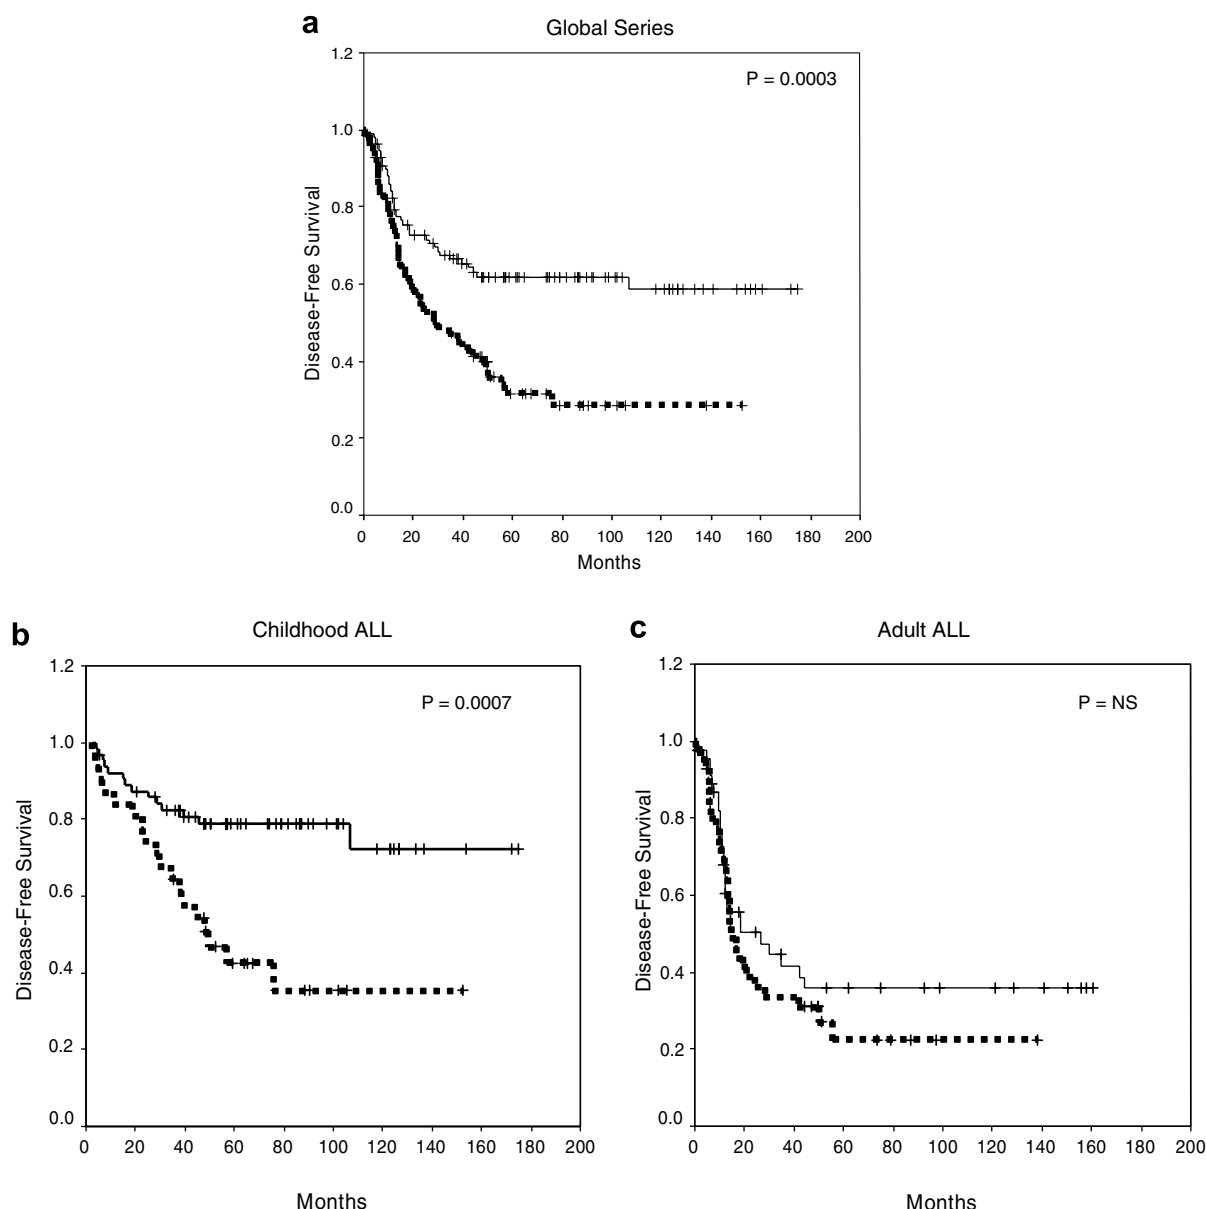 a
Global Series
P = 0.0003
1.2
1.0
0.8
0.6
0.4
0.2
0.0
Disease-Free Survival
0 20 40 60 80 100 120 140 160 180 200
Months
b
Childhood ALL
P = 0.0007
1.2
1.0
0.8
0.6
0.4
0.2
0.0
Disease-Free Survival
0 20 40 60 80 100 120 140 160 180 200
Months
c
Adult ALL
P = NS
1.2
1.0
0.8
0.6
0.4
0.2
0.0
Disease-Free Survival
0 20 40 60 80 100 120 140 160 180 200
Months